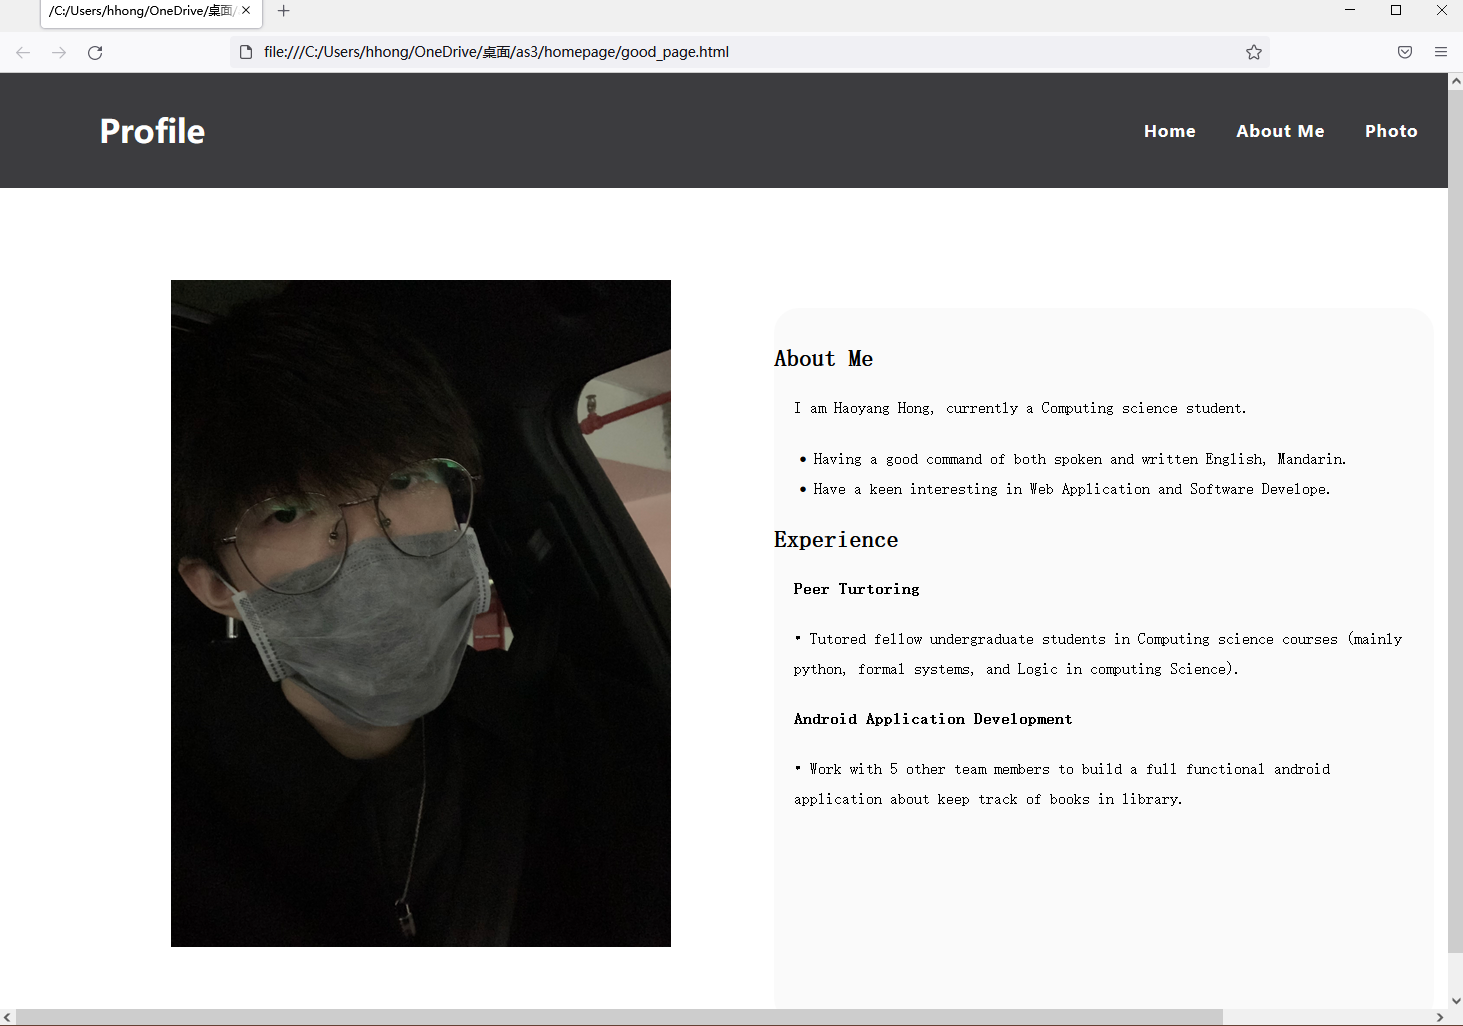 /C:/Users/hhong/OneDrive/桌面/
file:///C:/Users/hhong/OneDrive/桌面/as3/homepage/good_page.html
Profile
Home
About Me
Photo
About Me
I am Haoyang Hong, currently a Computing science student.
• Having a good command of both spoken and written English, Mandarin.
• Have a keen interesting in Web Application and Software Develope.
Experience
Peer Turtoring
• Tutored fellow undergraduate students in Computing science courses (mainly
python, formal systems, and Logic in computing Science).
Android Application Development
• Work with 5 other team members to build a full functional android
application about keep track of books in library.